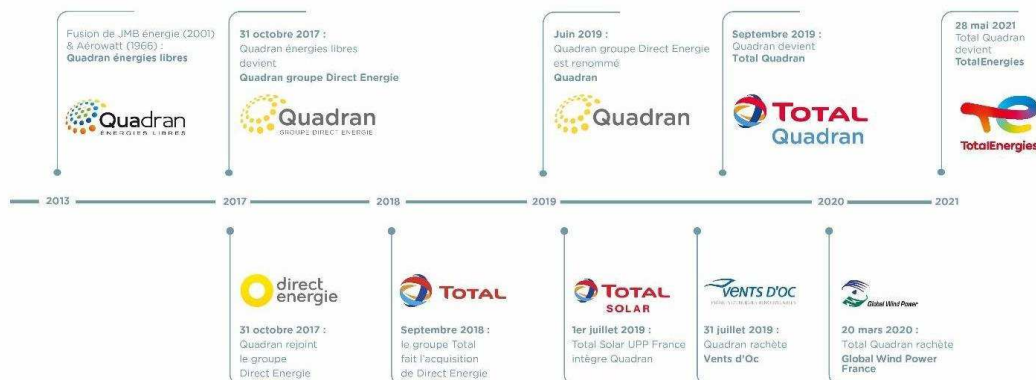 Fusion de JMB énergie (2001)
& Aérowatt (1966) :
Quadran énergies libres
Quadran
ÉNERGIES LIBRES
31 octobre 2017 :
Quadran énergies libres
devient
Quadran groupe Direct Energie
Quadran
GROUPE DIRECT ENERGIE
Juin 2019 :
Quadran groupe Direct Energie
est renommé
Quadran
Quadran
Septembre 2019 :
Quadran devient
Total Quadran
TOTAL
Quadran
28 mai 2021
Total Quadran
devient
TotalEnergies
TotalEnergies
2013
2017
2018
2019
2020
2021
direct
energie
31 octobre 2017 :
Quadran rejoint
le groupe
Direct Energie
TOTAL
Septembre 2018 :
le groupe Total
fait l'acquisition
de Direct Energie
TOTAL
SOLAR
1er juillet 2019 :
Total Solar UPP France
intègre Quadran
VENTS D'OC
31 juillet 2019 :
Quadran rachète
Vents d'Oc
Global Wind Power
20 mars 2020 :
Total Quadran rachète
Global Wind Power
France